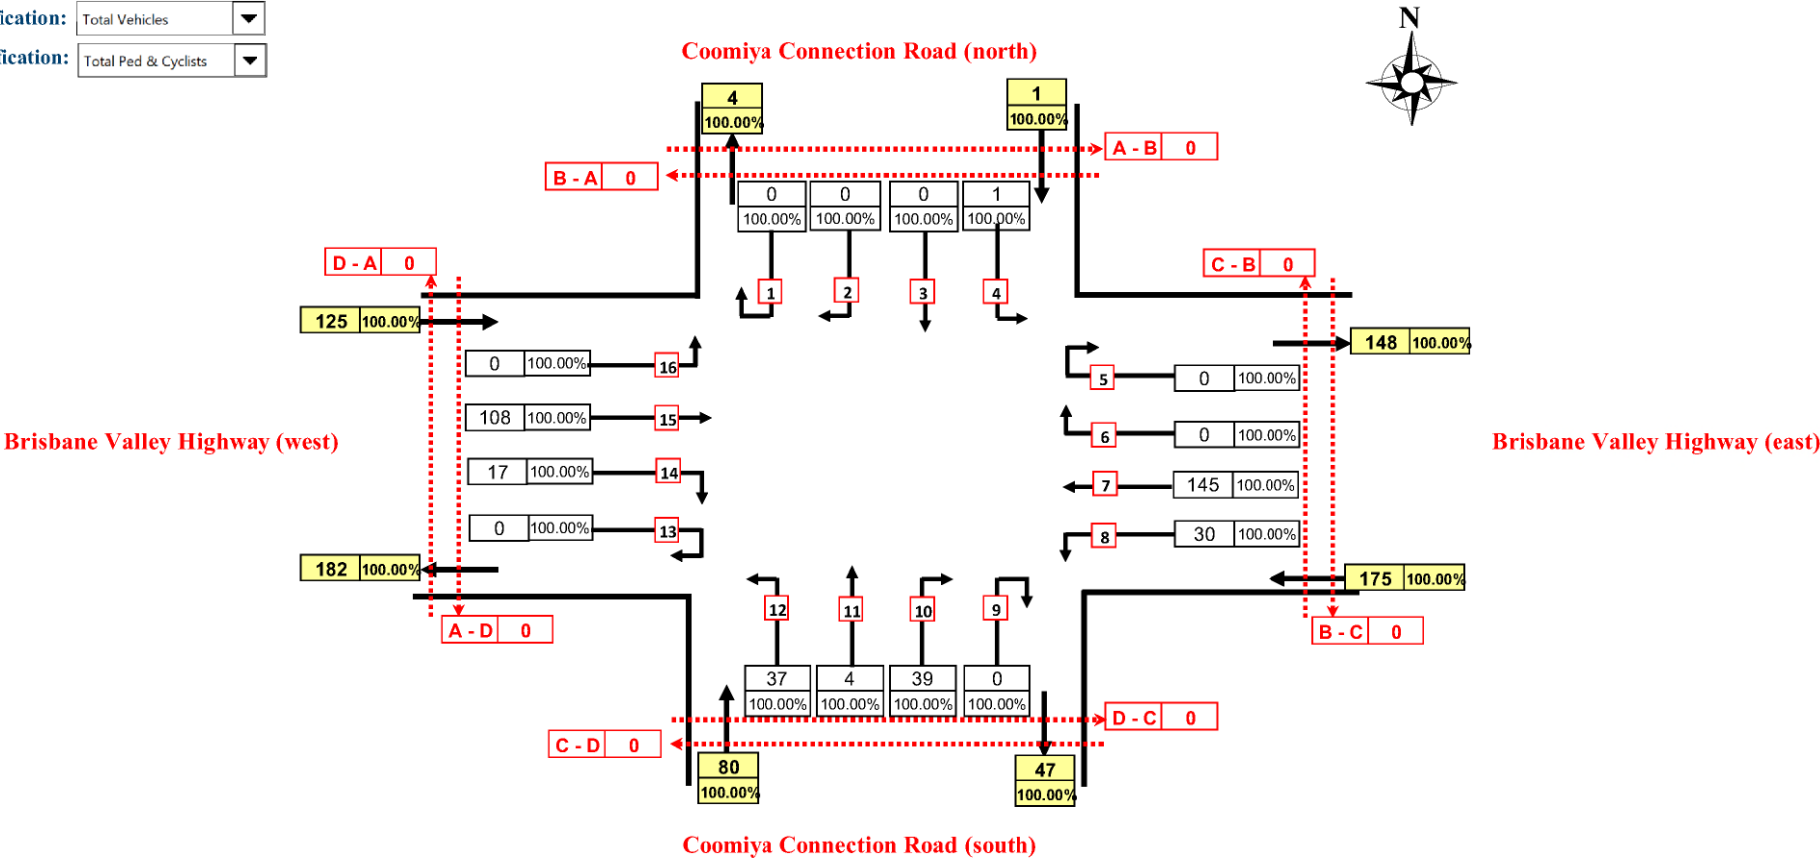 ication: Total Vehicles
N
ication: Total Ped & Cyclists
Coomiya Connection Road (north)
4
100.00%
1
100.00%
A - B 0
B - A 0
0 0 0 1
100.00% 100.00% 100.00% 100.00%
D - A 0
C - B 0
1 2 3 4
125 100.00%
148 100.00%
0 100.00% 16
5 0 100.00%
108 100.00% 15
6 0 100.00%
Brisbane Valley Highway (west)
Brisbane Valley Highway (east)
17 100.00% 14
7 145 100.00%
0 100.00% 13
8 30 100.00%
182 100.00%
175 100.00%
12 11 10 9
A - D 0
B - C 0
37 4 39 0
100.00% 100.00% 100.00% 100.00%
D - C 0
C - D 0
80
100.00%
47
100.00%
Coomiya Connection Road (south)